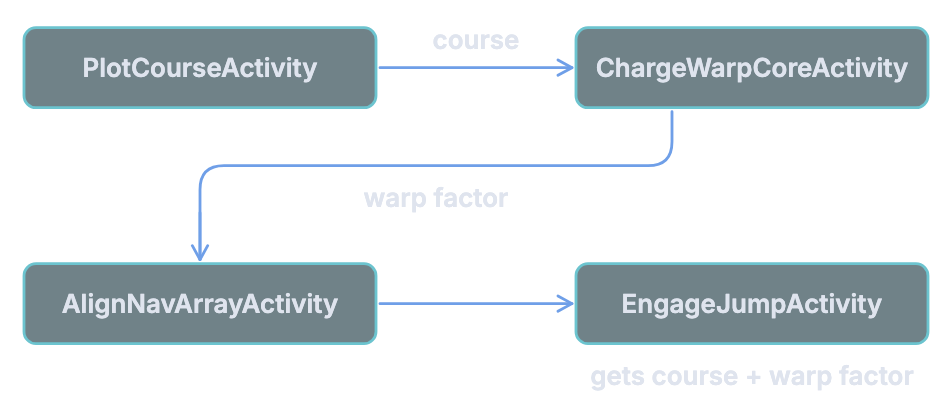 PlotCourseActivity
course
ChargeWarpCoreActivity
warp factor
AlignNavArrayActivity
EngageJumpActivity
gets course + warp factor